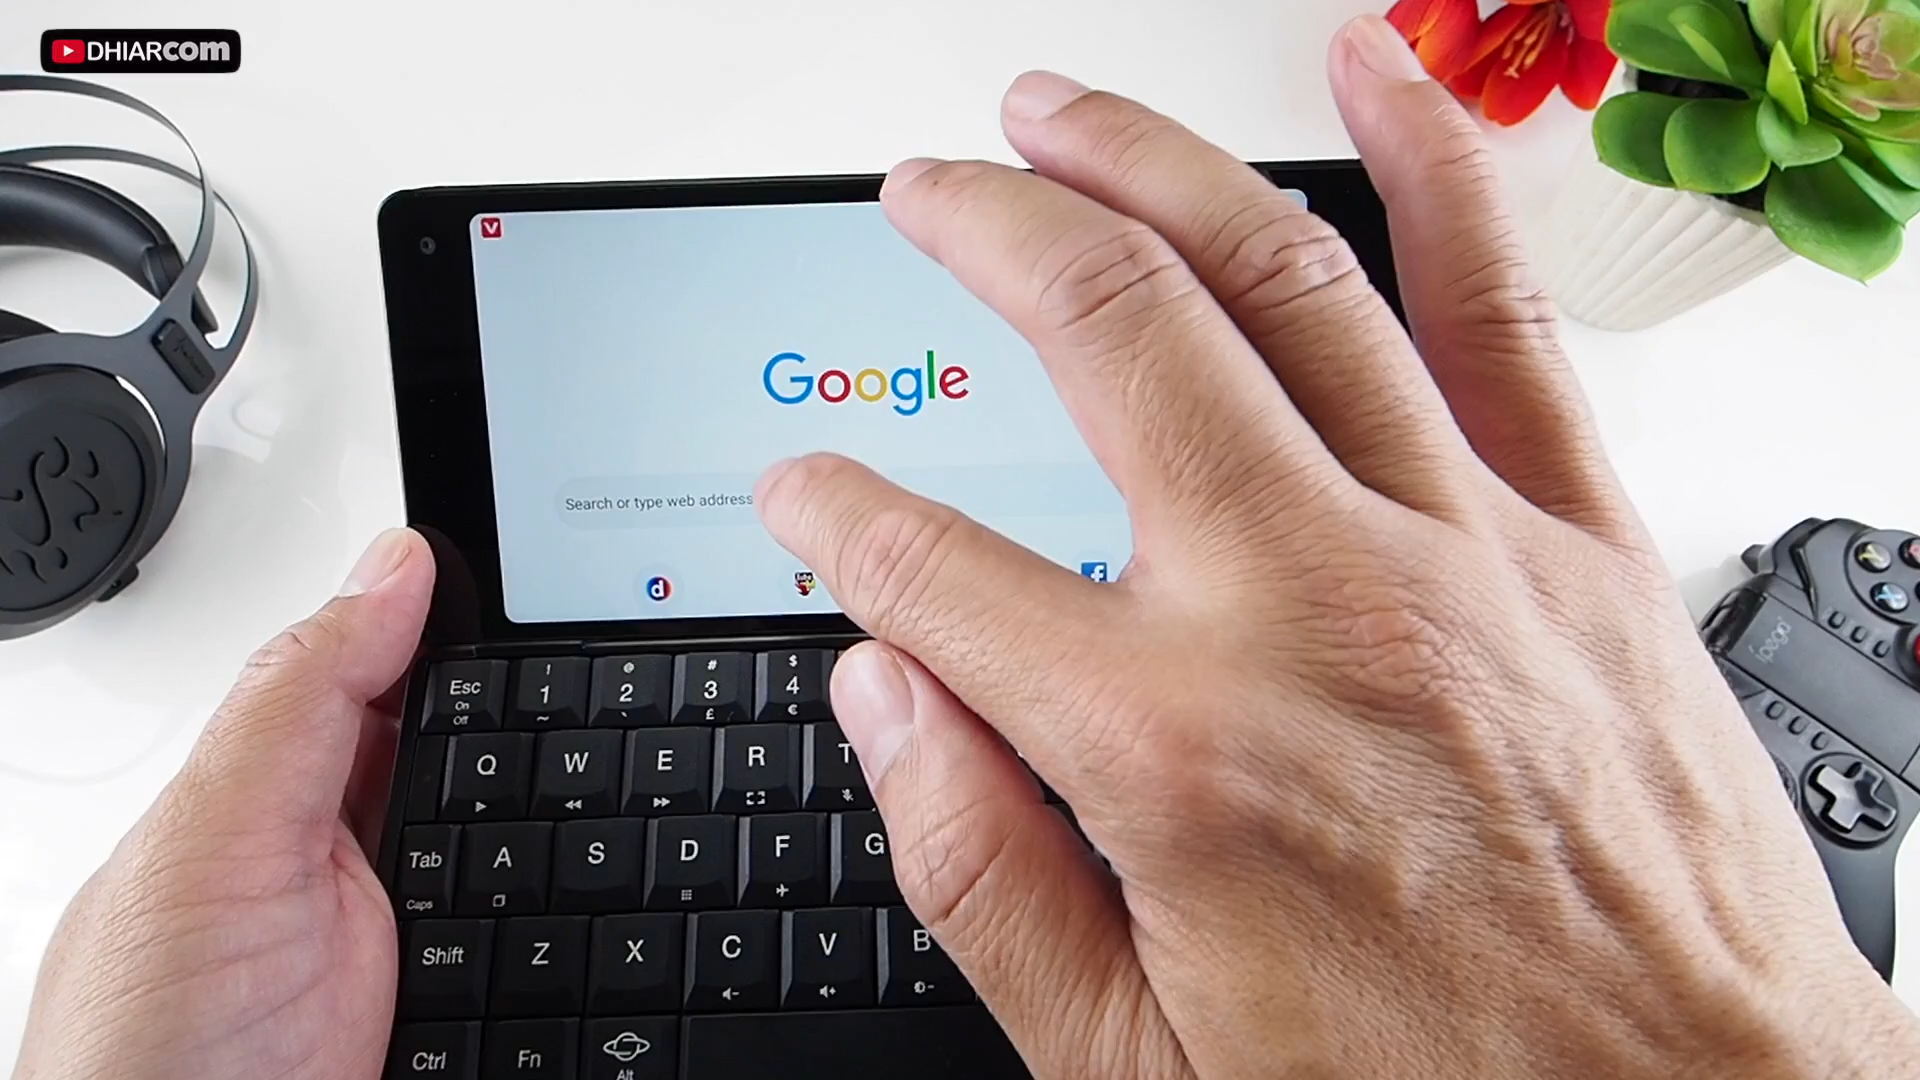 DHIARCOM
V
Google
Search or type web address
d
f
Esc
On
Off
! 1 ~
@ 2 `
# 3 £
$ 4 €
Q W E R T
Tab
Caps
A S D F G
Shift Z X C V B
Ctrl Fn Alt
ipega
Y
X